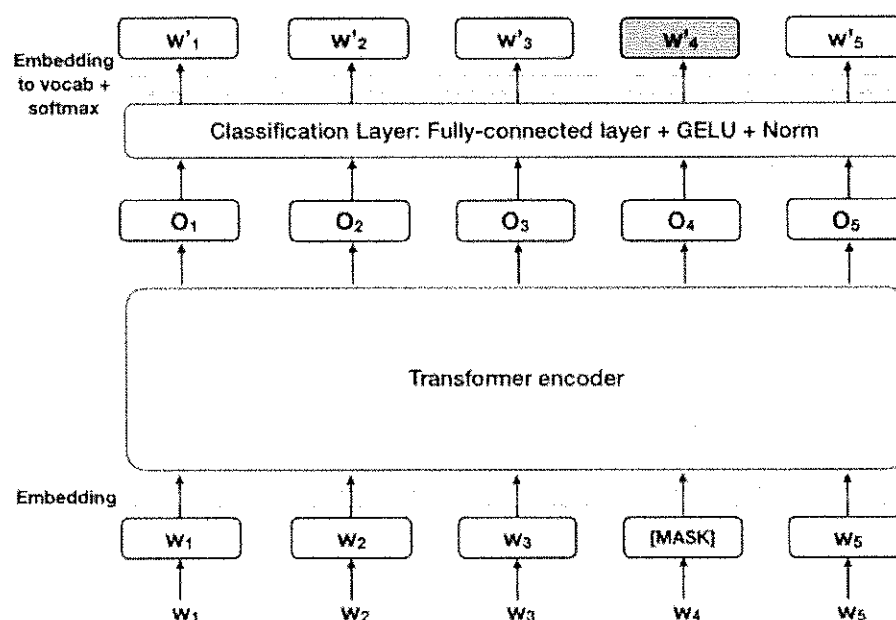 W'1 W'2 W'3 W'4 W'5
Embedding
to vocab +
softmax
Classification Layer: Fully-connected layer + GELU + Norm
O1 O2 O3 O4 O5
Transformer encoder
Embedding
W1 W2 W3 [MASK] W5
W1 W2 W3 W4 W5